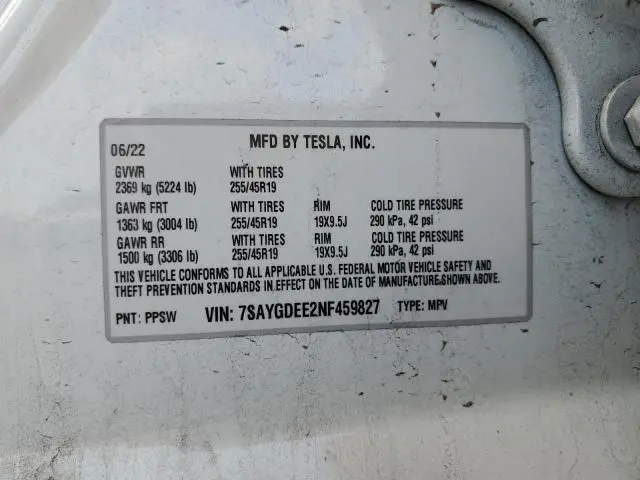 06/22 MFD BY TESLA, INC.
GVWR WITH TIRES
2369 kg (5224 lb) 255/45R19
GAWR FRT WITH TIRES RIM COLD TIRE PRESSURE
1363 kg (3004 lb) 255/45R19 19X9.5J 290 kPa, 42 psi
GAWR RR WITH TIRES RIM COLD TIRE PRESSURE
1500 kg (3306 lb) 255/45R19 19X9.5J 290 kPa, 42 psi
THIS VEHICLE CONFORMS TO ALL APPLICABLE U.S. FEDERAL MOTOR VEHICLE SAFETY AND
THEFT PREVENTION STANDARDS IN EFFECT ON THE DATE OF MANUFACTURE SHOWN ABOVE.
PNT: PPSW VIN: 7SAYGDEE2NF459827 TYPE: MPV